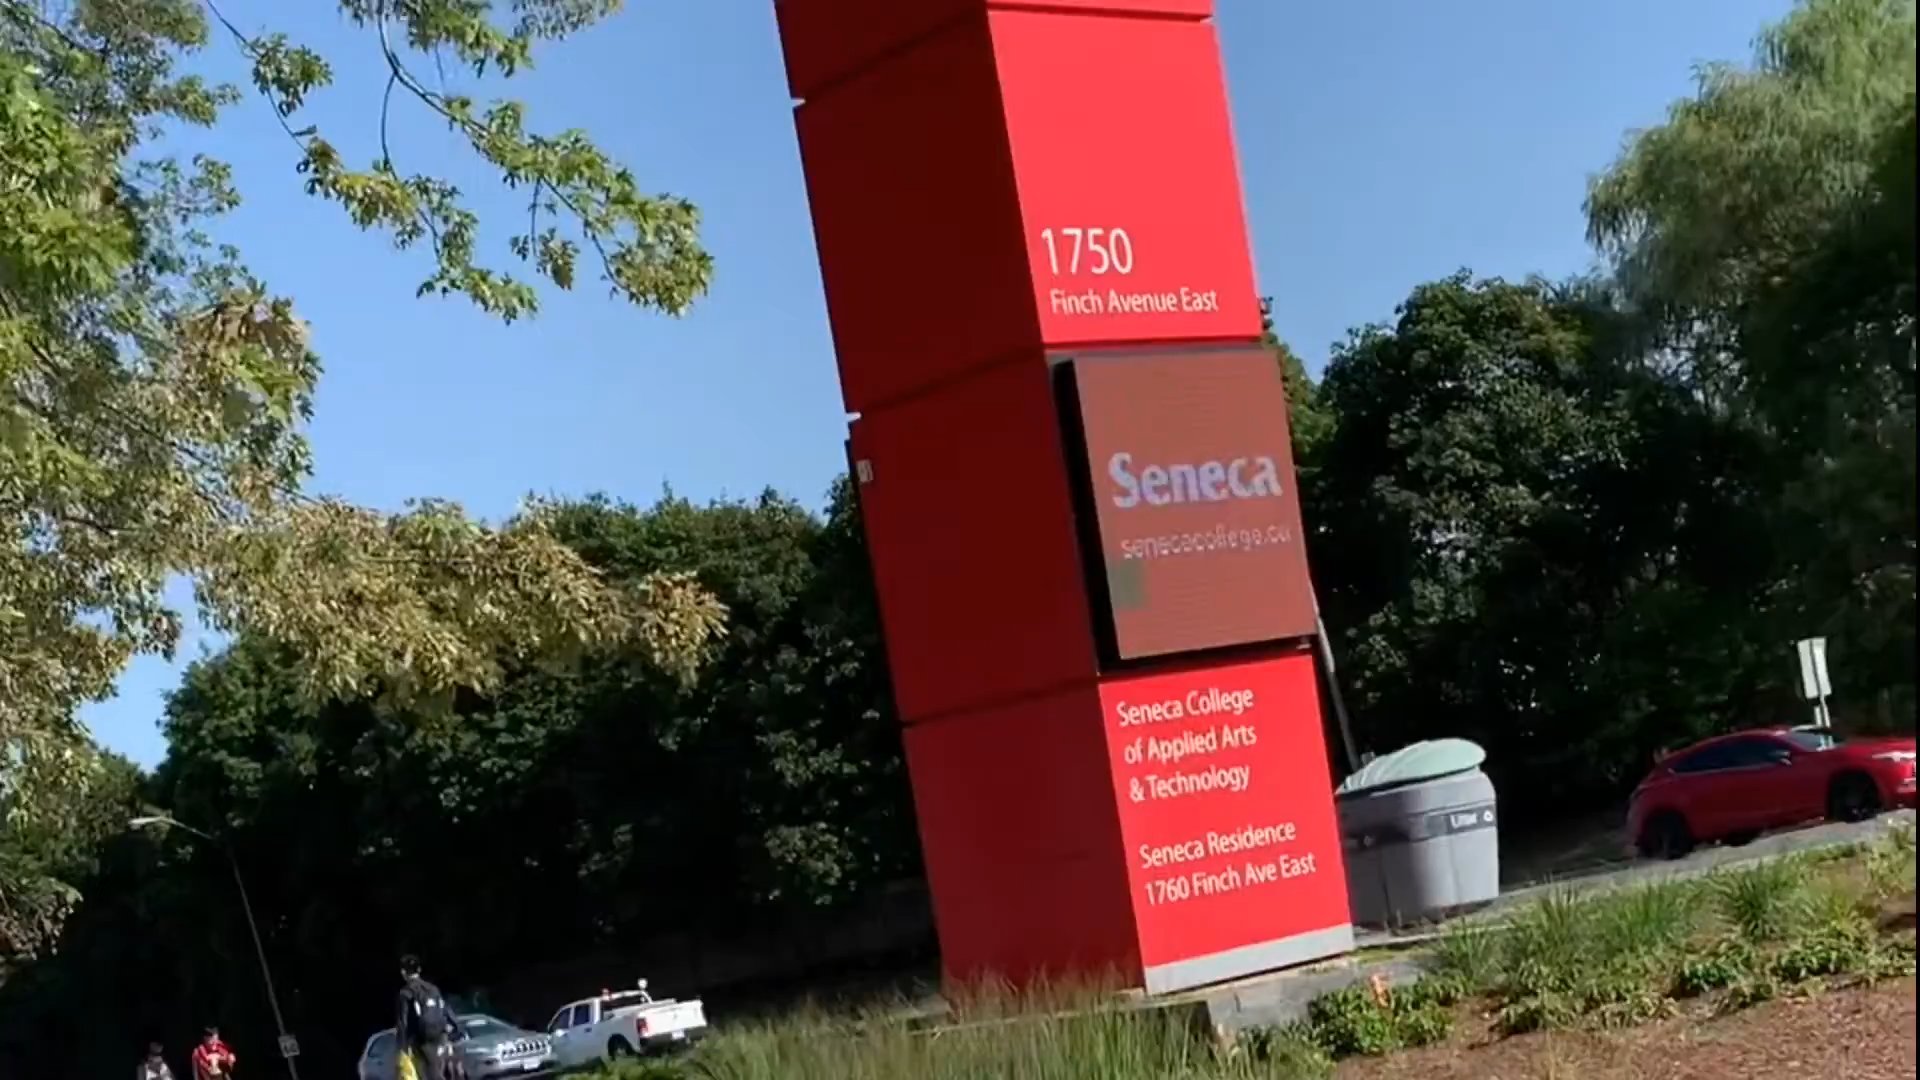 1750
Finch Avenue East
Seneca
senecacollege.ca
Seneca College
of Applied Arts
& Technology
Seneca Residence
1760 Finch Ave East
Litter